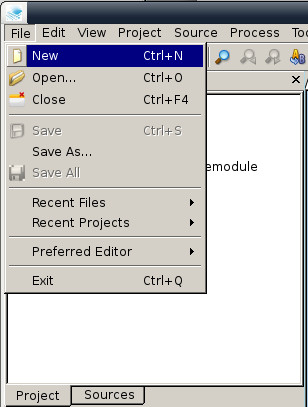 File Edit View Project Source Process
New Ctrl+N
Open... Ctrl+O
Close Ctrl+F4
Save Ctrl+S
Save As...
emodule
Save All
Recent Files
Recent Projects
Preferred Editor
Exit Ctrl+Q
Project Sources